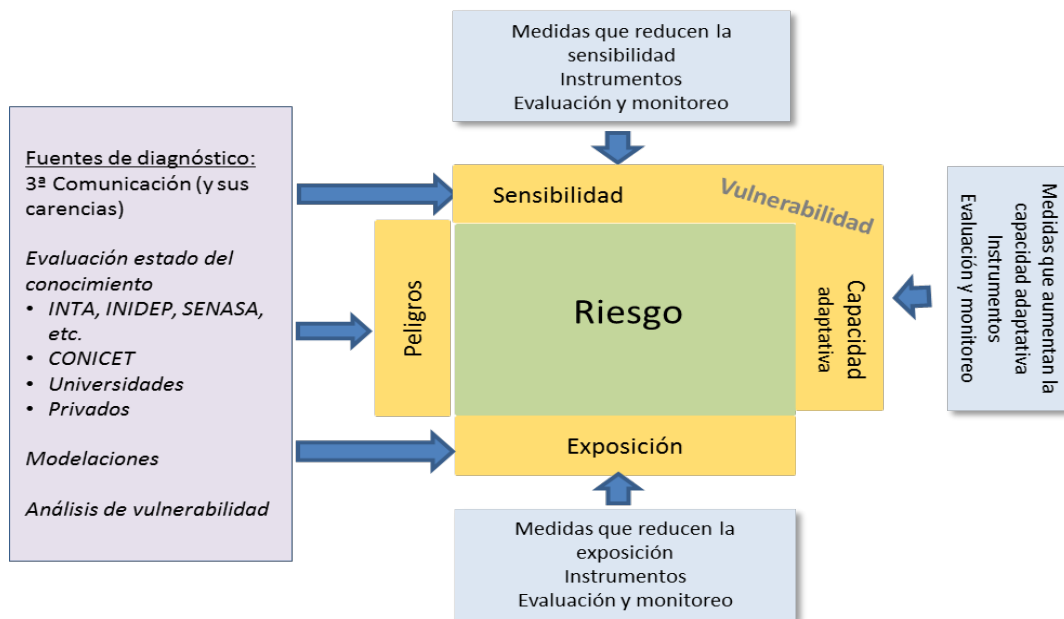 Medidas que reducen la
sensibilidad
Instrumentos
Evaluación y monitoreo
Fuentes de diagnóstico:
3ª Comunicación (y sus
carencias)
Evaluación estado del
conocimiento
• INTA, INIDEP, SENASA,
etc.
• CONICET
• Universidades
• Privados
Modelaciones
Análisis de vulnerabilidad
Sensibilidad
Vulnerabilidad
Peligros
Riesgo
Capacidad
adaptativa
Exposición
Medidas que aumentan la
capacidad adaptativa
Instrumentos
Evaluación y monitoreo
Medidas que reducen la
exposición
Instrumentos
Evaluación y monitoreo